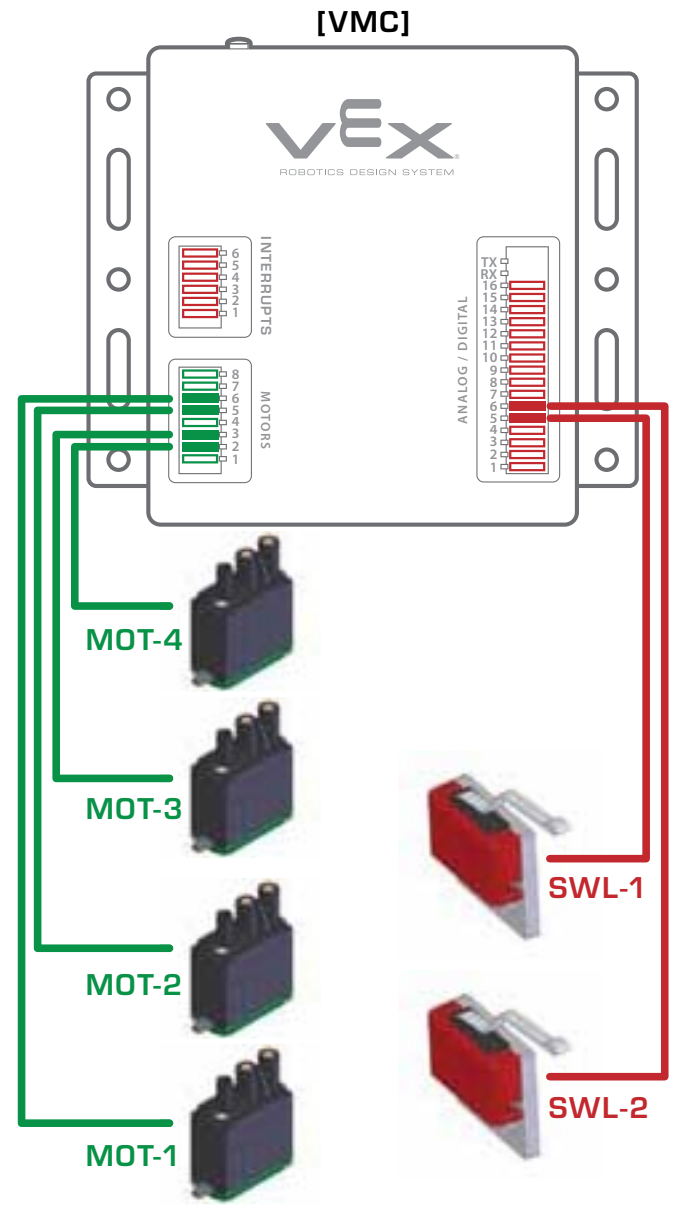 [VMC]
VEX
ROBOTICS DESIGN SYSTEM
INTERRUPTS
6
5
4
3
2
1
MOTORS
8
7
6
5
4
3
2
1
ANALOG / DIGITAL
TX
RX
16
15
14
13
12
11
10
9
8
7
6
5
4
3
2
1
MOT-4
MOT-3
MOT-2
MOT-1
SWL-1
SWL-2